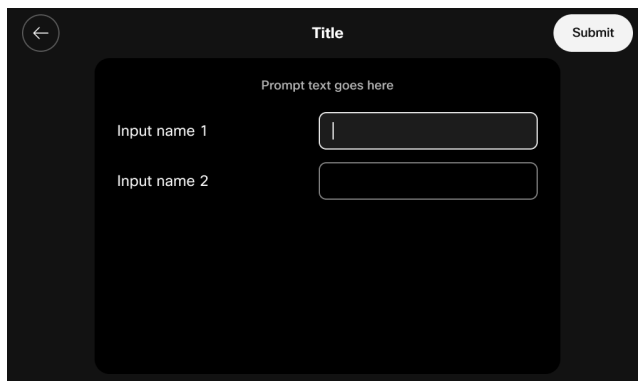 Title
Submit
Prompt text goes here
Input name 1
Input name 2